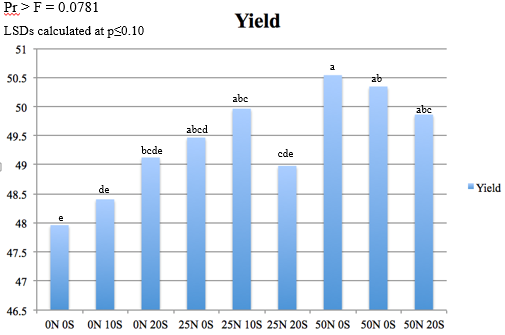 Pr > F = 0.0781
LSDs calculated at p≤0.10
Yield
51
50.5
50
49.5
49
48.5
48
47.5
47
46.5
e
de
bcde
abcd
abc
cde
a
ab
abc
0N 0S
0N 10S
0N 20S
25N 0S
25N 10S
25N 20S
50N 0S
50N 0S
50N 20S
Yield